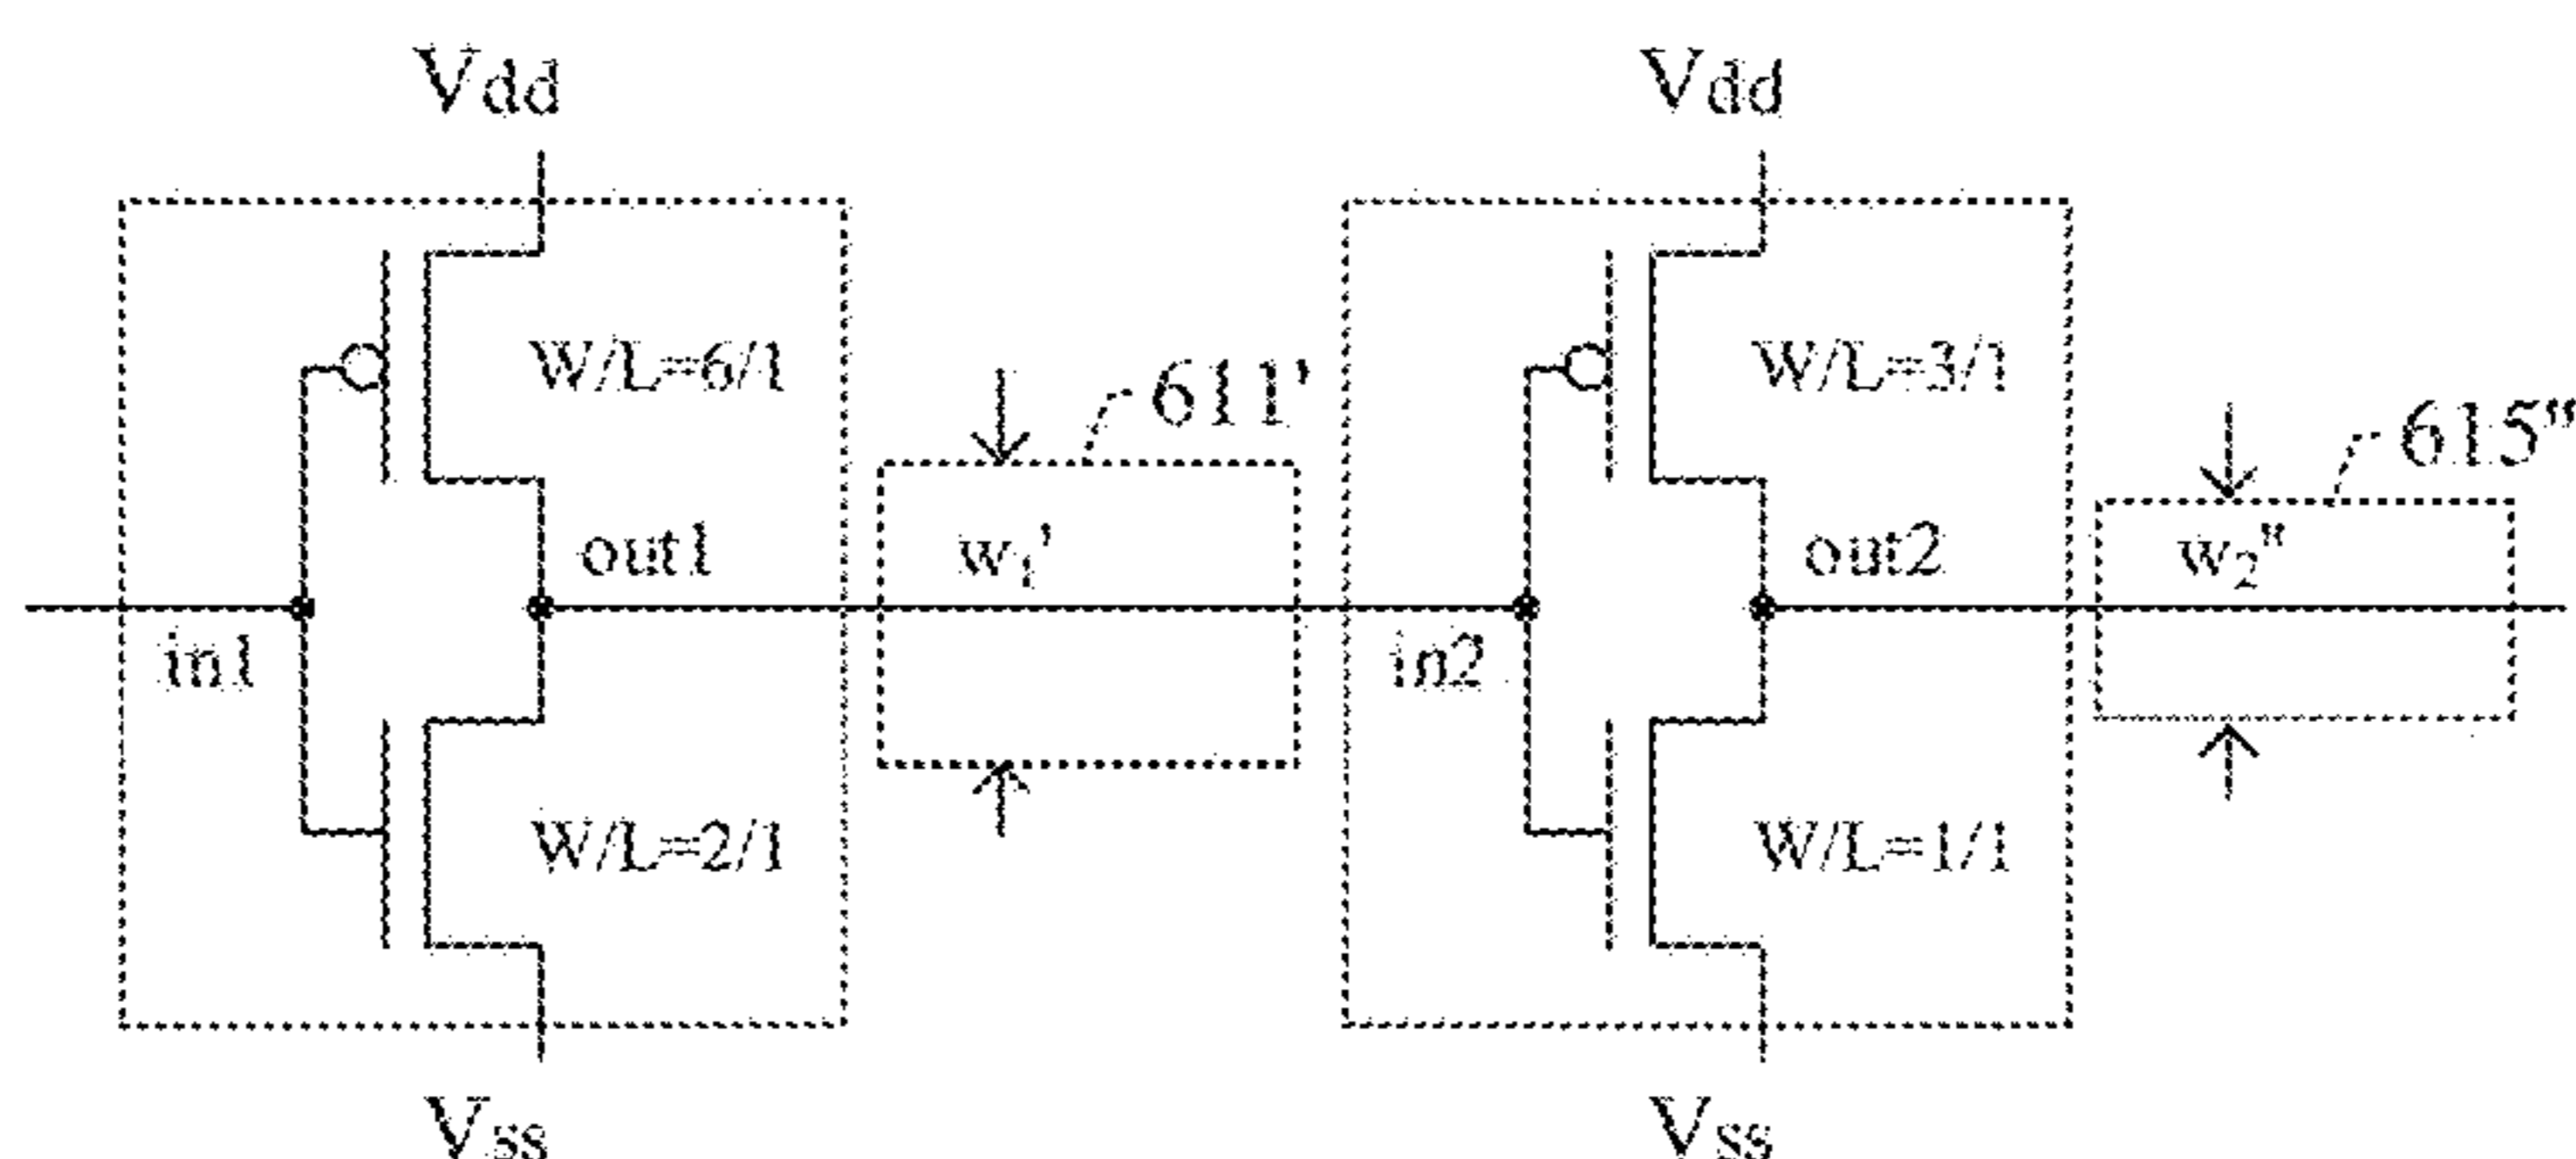 Vdd Vdd
W/L=6/1 611' W/L=3/1 615"
out1 w₁' out2 w₂"
in1 in2
W/L=2/1 W/L=1/1
Vss Vss